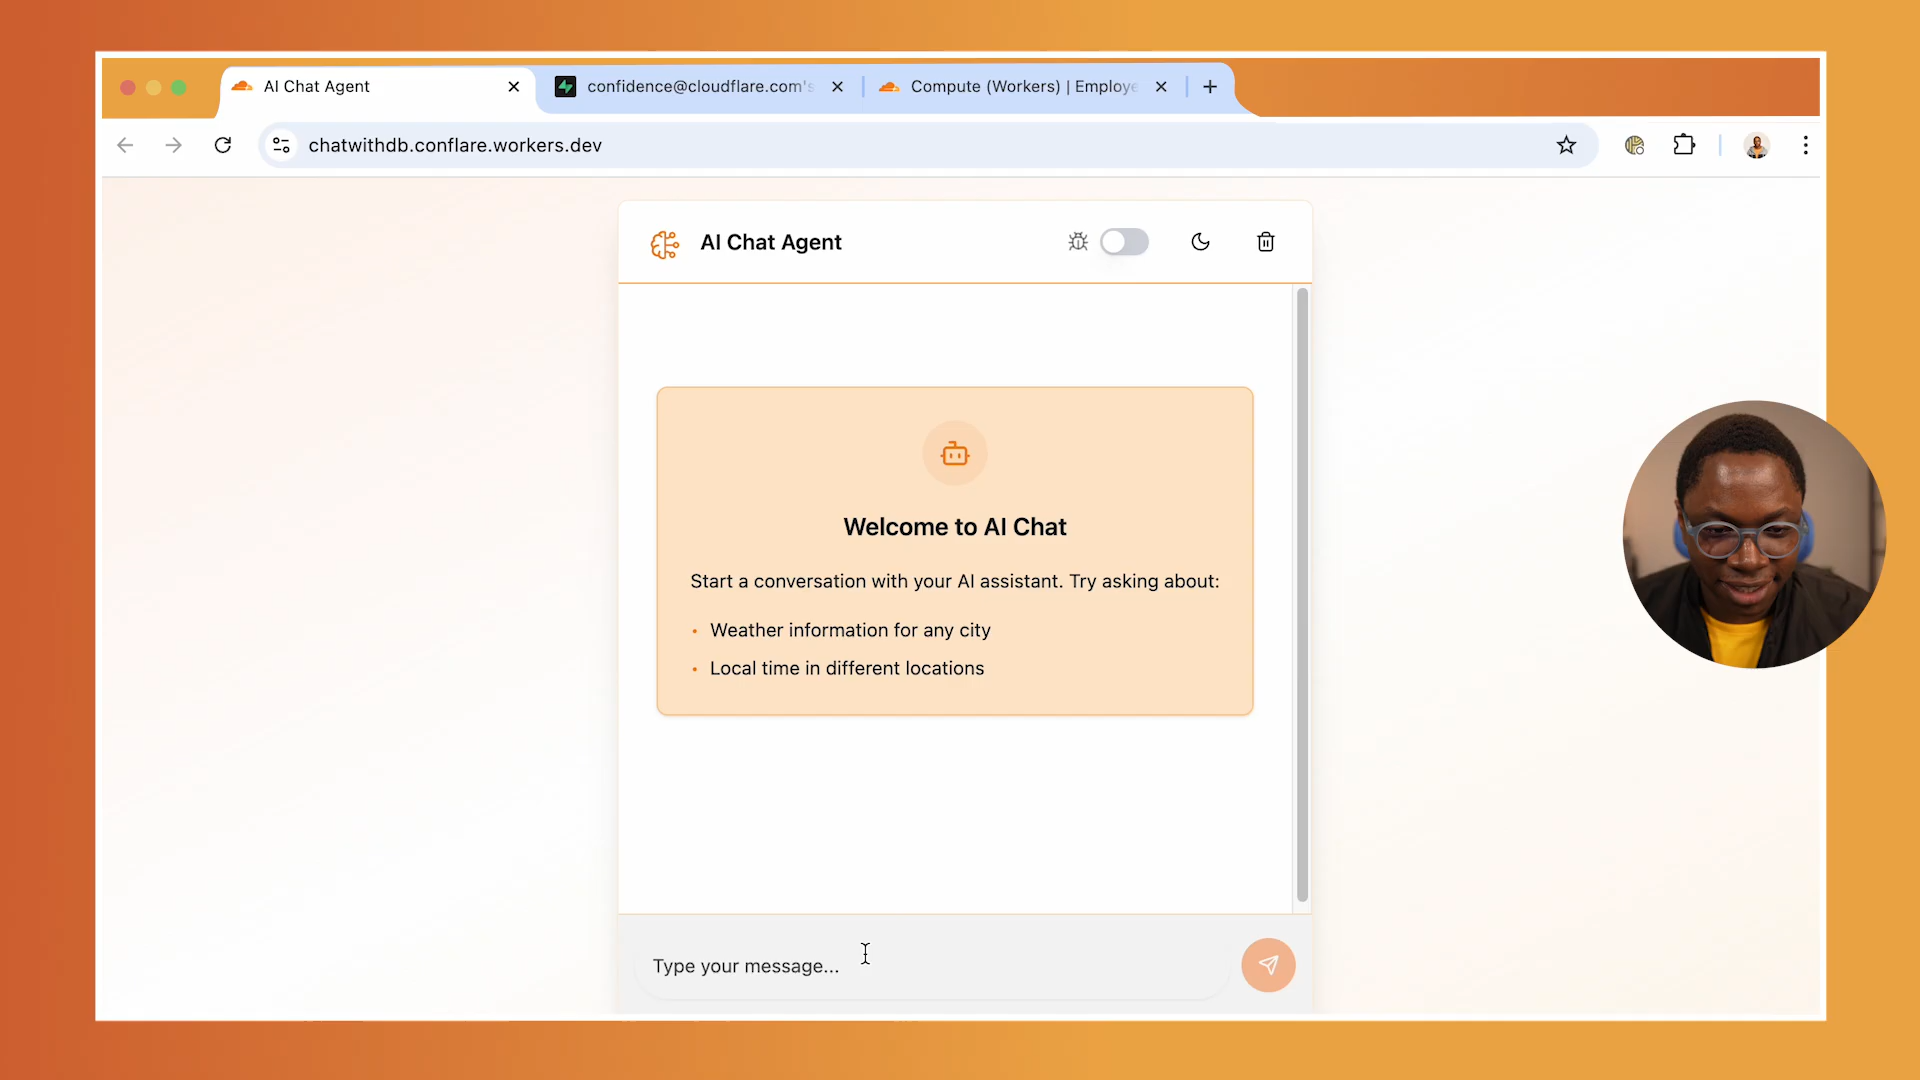 AI Chat Agent
confidence@cloudflare.com's
Compute (Workers) | Employe
chatwithdb.conflare.workers.dev
AI Chat Agent
Welcome to AI Chat
Start a conversation with your AI assistant. Try asking about:
• Weather information for any city
• Local time in different locations
Type your message...